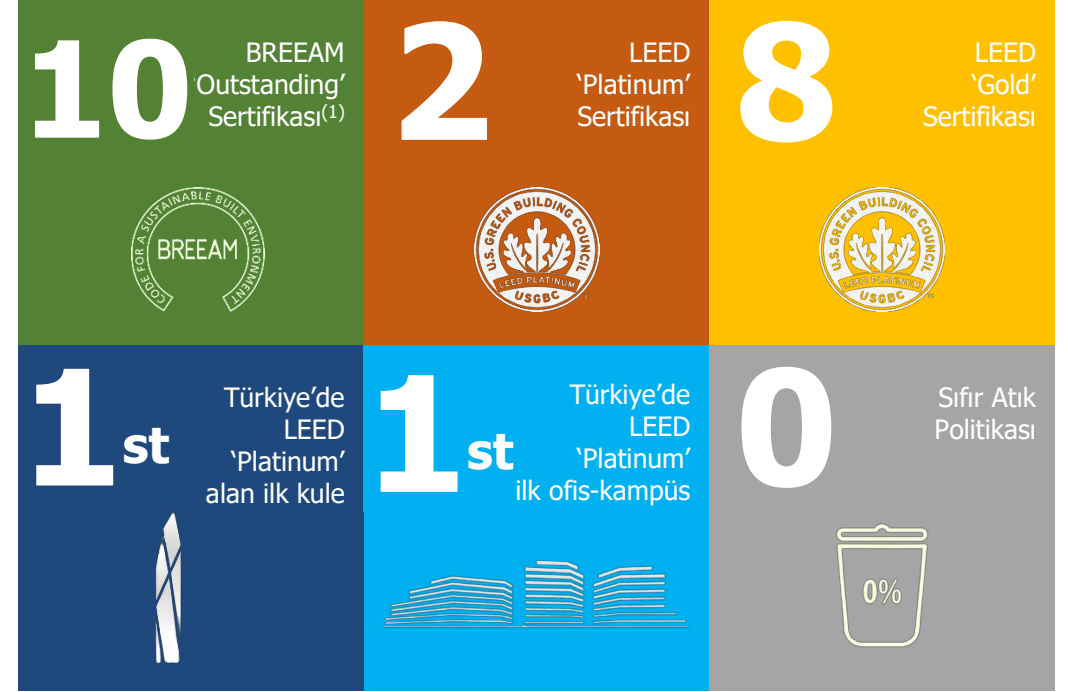 10
BREEAM
‘Outstanding’
Sertifikası(1)
CODE FOR A SUSTAINABLE BUILT ENVIRONMENT
BREEAM
2
LEED
‘Platinum’
Sertifikası
U.S. GREEN BUILDING COUNCIL
LEED PLATINUM
USGBC
8
LEED
‘Gold’
Sertifikası
U.S. GREEN BUILDING COUNCIL
LEED PLATINUM
USGBC
1st
Türkiye’de
LEED
‘Platinum’
alan ilk kule
1st
Türkiye’de
LEED
‘Platinum’
ilk ofis-kampüs
0
Sıfır Atık
Politikası
0%